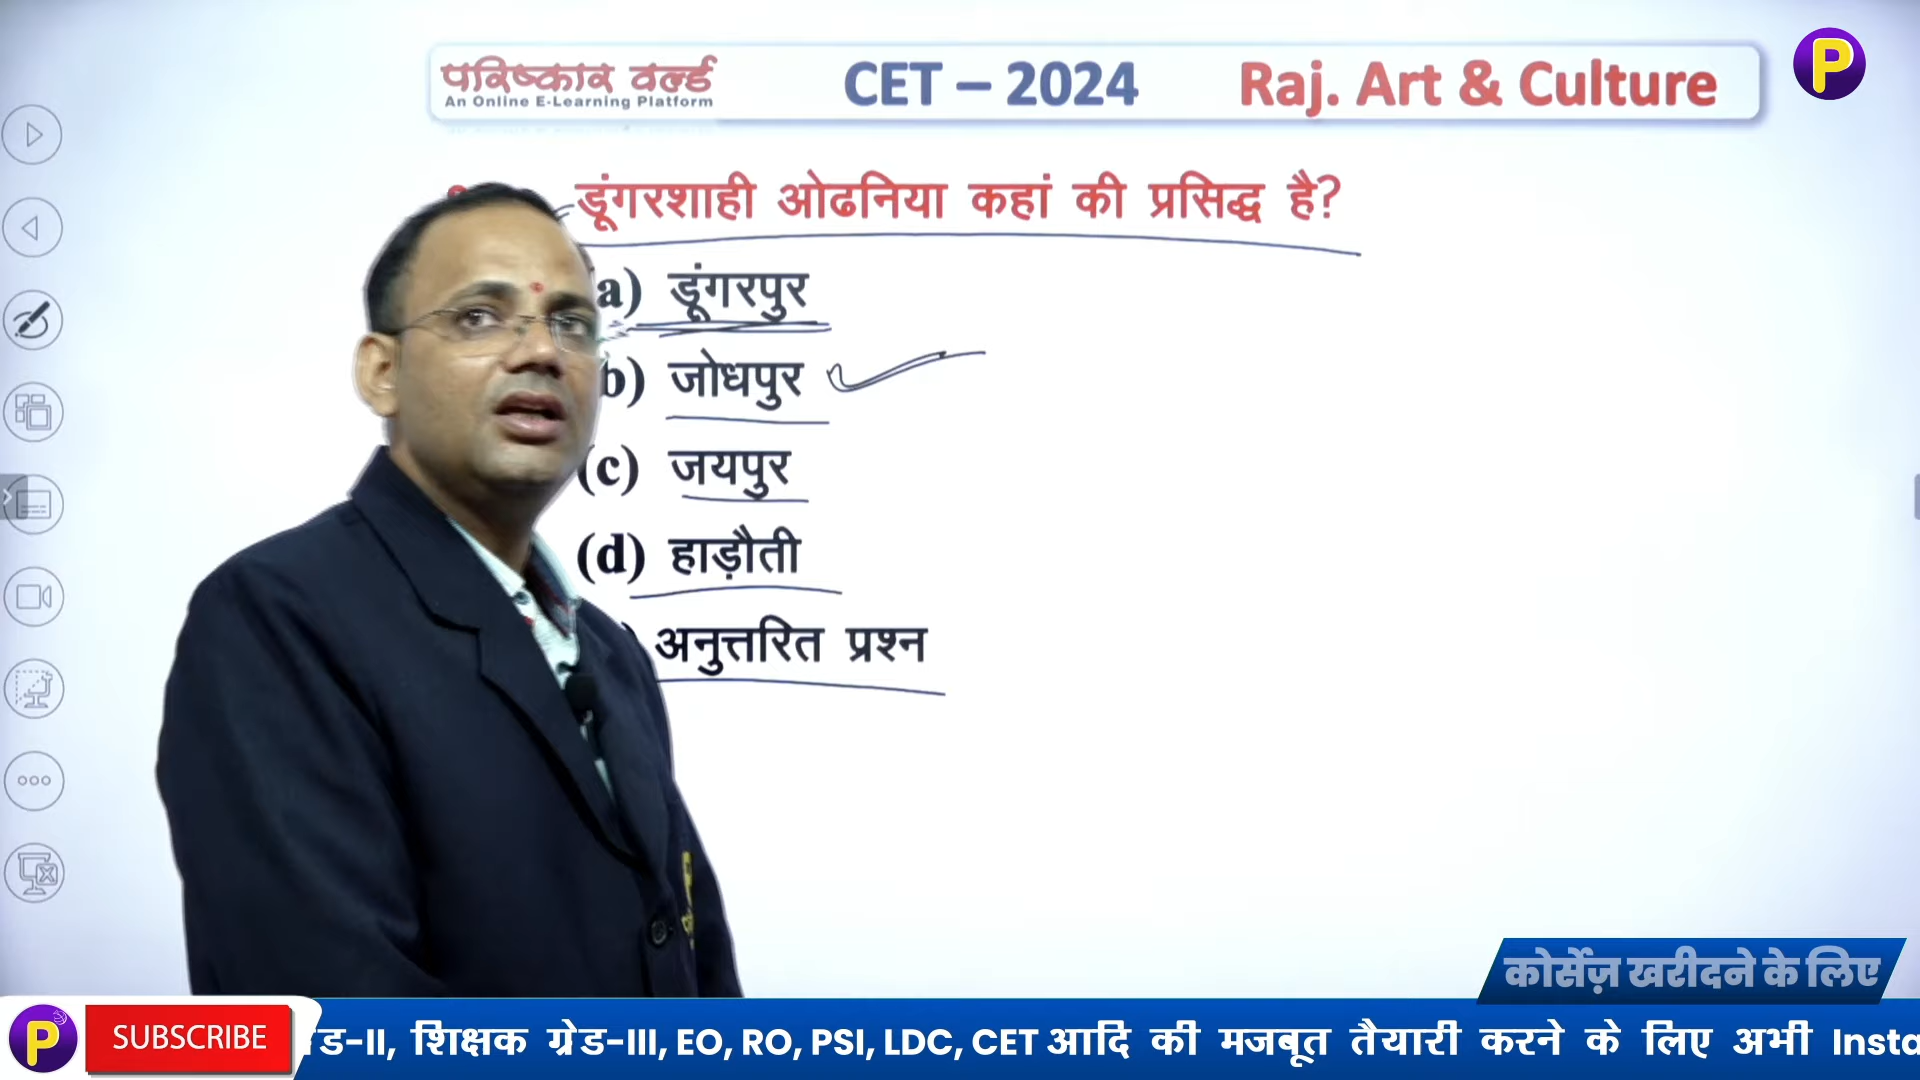 परिष्कार वर्ल्ड
An Online E-Learning Platform
CET – 2024
Raj. Art & Culture
P
डूंगरशाही ओढनिया कहां की प्रसिद्ध है?
a) डूंगरपुर
b) जोधपुर
(c) जयपुर
(d) हाड़ौती
) अनुत्तरित प्रश्न
कोर्सेज़ खरीदने के लिए
P SUBSCRIBE
ड-II, शिक्षक ग्रेड-III, EO, RO, PSI, LDC, CET आदि की मजबूत तैयारी करने के लिए अभी Insta